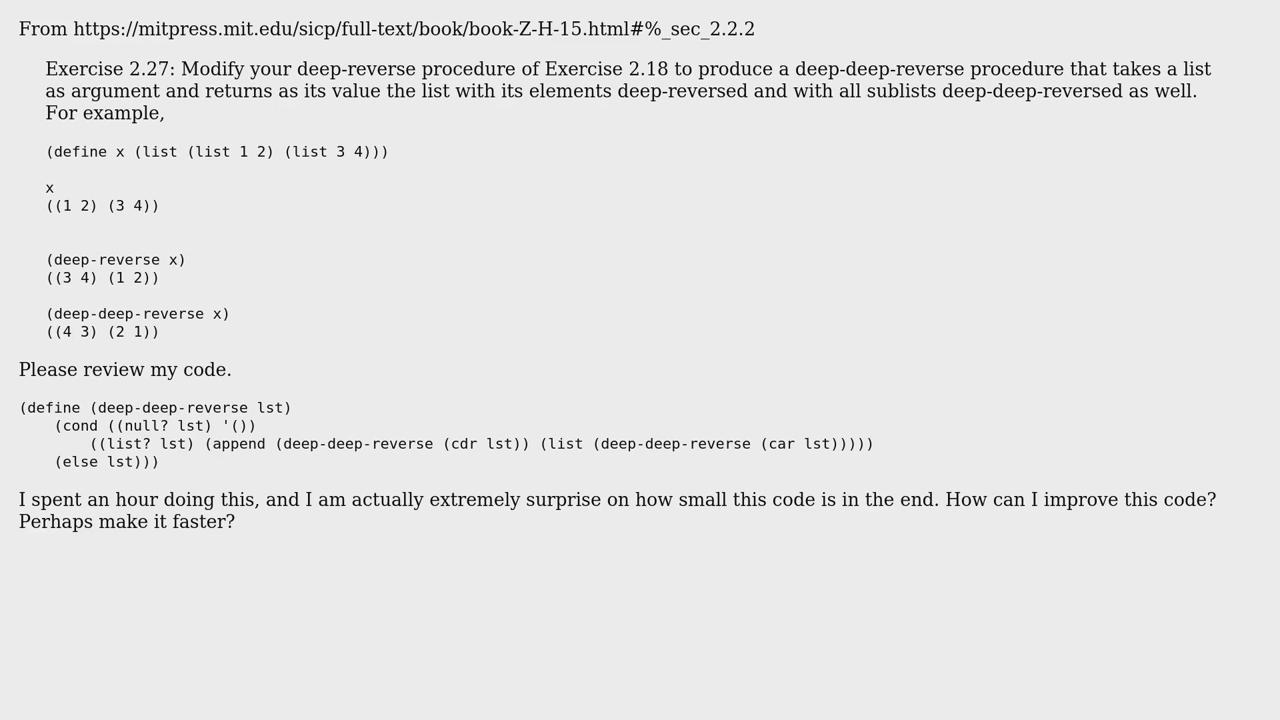 From https://mitpress.mit.edu/sicp/full-text/book/book-Z-H-15.html#%_sec_2.2.2
Exercise 2.27: Modify your deep-reverse procedure of Exercise 2.18 to produce a deep-deep-reverse procedure that takes a list
as argument and returns as its value the list with its elements deep-reversed and with all sublists deep-deep-reversed as well.
For example,
(define x (list (list 1 2) (list 3 4)))
x
((1 2) (3 4))
(deep-reverse x)
((3 4) (1 2))
(deep-deep-reverse x)
((4 3) (2 1))
Please review my code.
(define (deep-deep-reverse lst)
    (cond ((null? lst) '())
        ((list? lst) (append (deep-deep-reverse (cdr lst)) (list (deep-deep-reverse (car lst)))))
    (else lst)))
I spent an hour doing this, and I am actually extremely surprise on how small this code is in the end. How can I improve this code?
Perhaps make it faster?